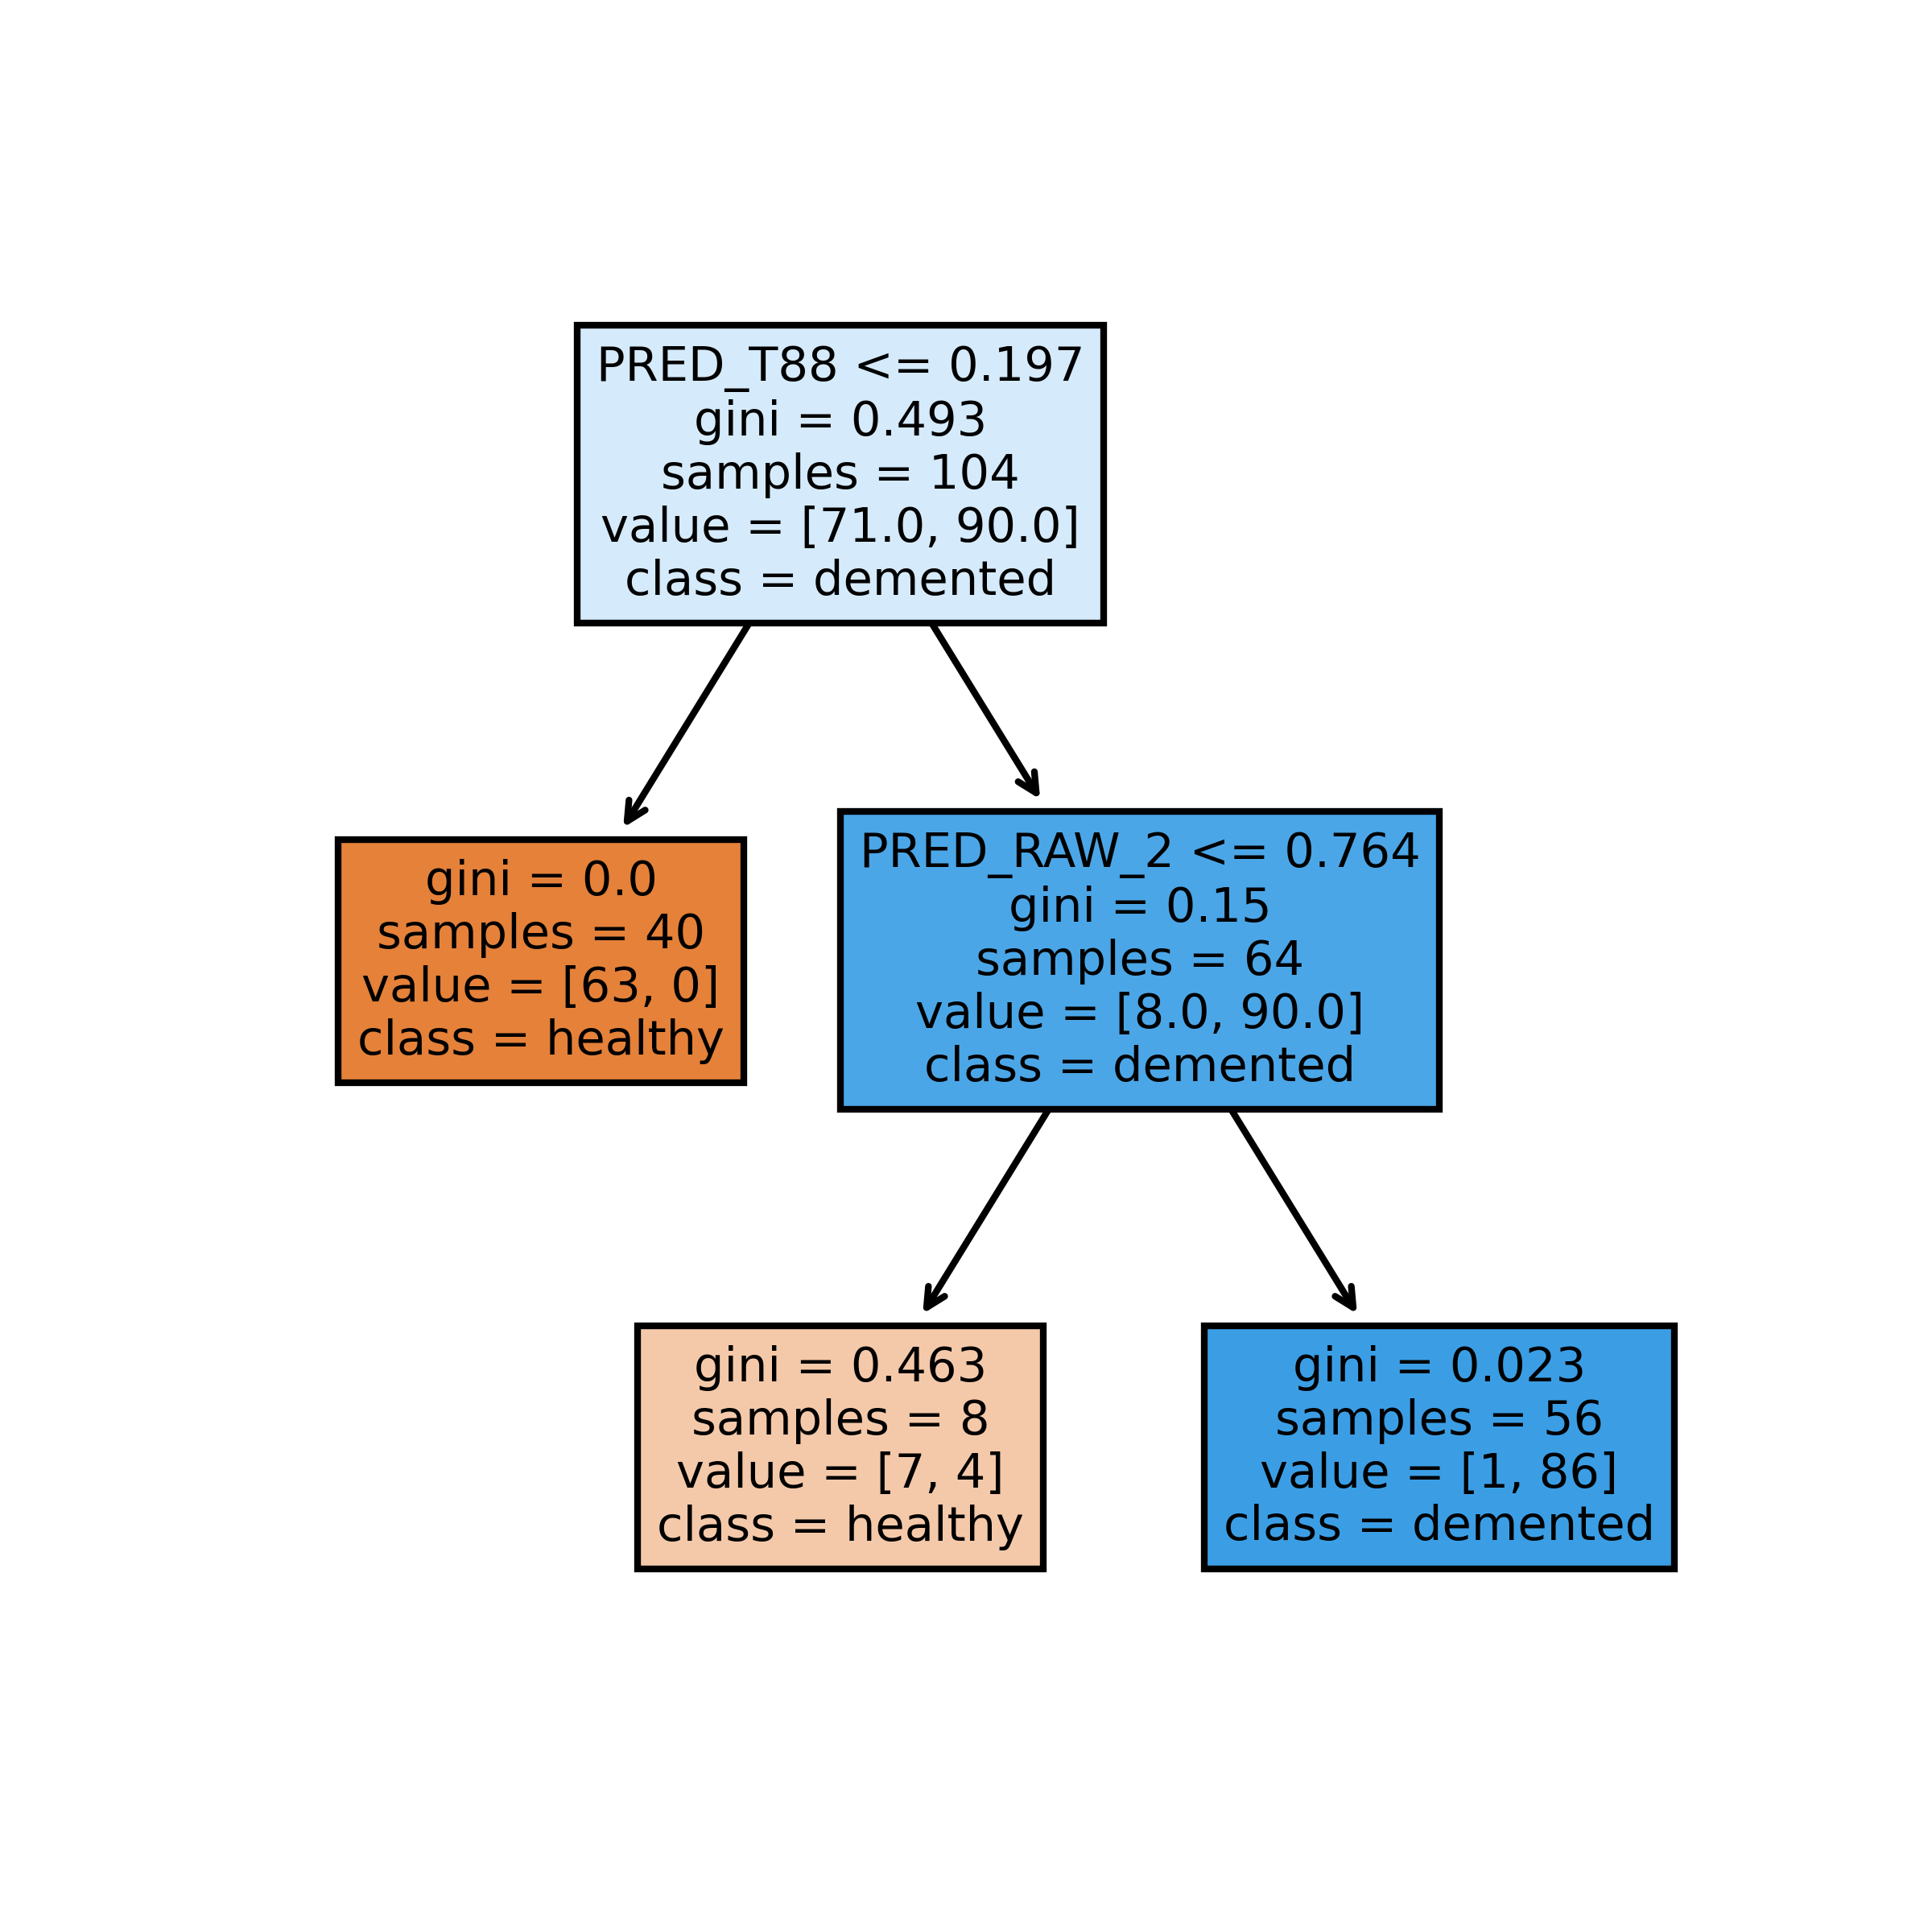 PRED_T88 <= 0.197
gini = 0.493
samples = 104
value = [71.0, 90.0]
class = demented
gini = 0.0
samples = 40
value = [63, 0]
class = healthy
PRED_RAW_2 <= 0.764
gini = 0.15
samples = 64
value = [8.0, 90.0]
class = demented
gini = 0.463
samples = 8
value = [7, 4]
class = healthy
gini = 0.023
samples = 56
value = [1, 86]
class = demented